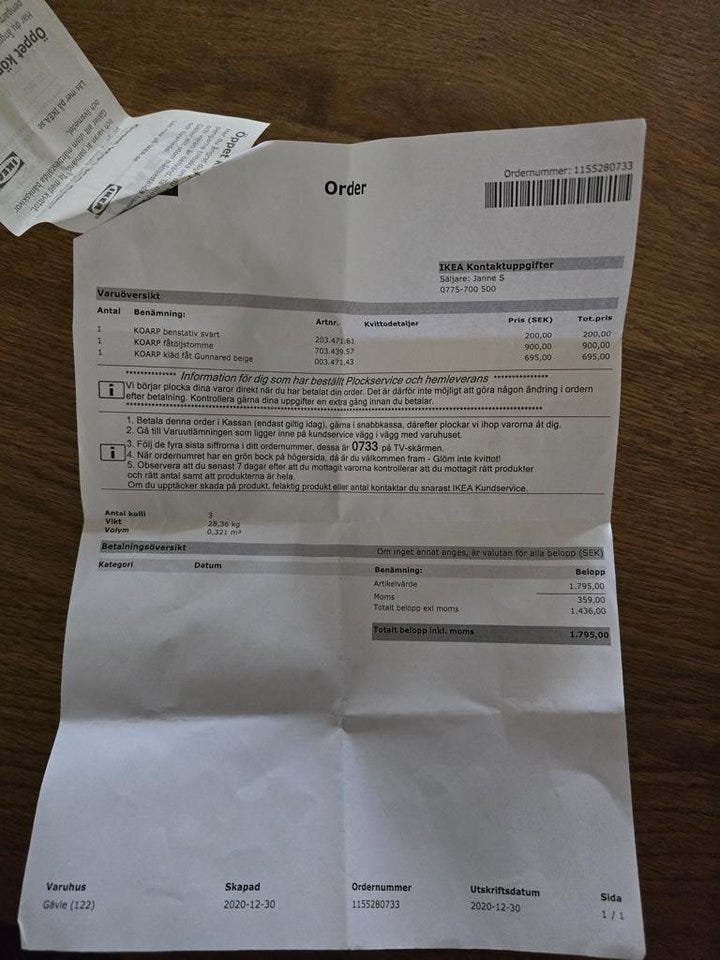 Öppet Köp
Läs mer på IKEA.se
IKEA
Öppet K
IKEA
Order
Ordernummer: 1155280733
IKEA Kontaktuppgifter
Säljare: Janne S
0775-700 500
Varuöversikt
Antal Benämning: Artnr. Kvittodetaljer Pris (SEK) Tot.pris
1 KOARP benstativ svart 203.471.61 200,00 200,00
1 KOARP fåtöljstomme 703.439.57 900,00 900,00
1 KOARP kläd fåt Gunnared beige 003.471.43 695,00 695,00
Information för dig som har beställt Plockservice och hemleverans
Vi börjar plocka dina varor direkt när du har betalat din order. Det är därför inte möjligt att göra någon ändring i ordern
efter betalning. Kontrollera gärna dina uppgifter en extra gång innan du betalar.
1. Betala denna order i Kassan (endast giltig idag), gärna i snabbkassa, därefter plockar vi ihop varorna åt dig.
2. Gå till Varuutlämningen som ligger inne på kundservice vägg i vägg med varuhuset.
3. Följ de fyra sista siffrorna i ditt ordernummer, dessa är 0733 på TV-skärmen.
4. När ordernumret har en grön bock på högersida, då är du välkommen fram - Glöm inte kvittot!
5. Observera att du senast 7 dagar efter att du mottagit varorna kontrollerar att du mottagit rätt produkter
och rätt antal samt att produkterna är hela.
Om du upptäcker skada på produkt, felaktig produkt eller antal kontaktar du snarast IKEA Kundservice.
Antal kolli 3
Vikt 28,36 kg
Volym 0,321 m³
Betalningsöversikt Om inget annat anges, är valutan för alla belopp (SEK)
Kategori Datum Benämning: Belopp
Artikelvärde 1.795,00
Moms 359,00
Totalt belopp exl moms 1.436,00
Totalt belopp inkl. moms 1.795,00
Varuhus Skapad Ordernummer Utskriftsdatum Sida
Gävle (122) 2020-12-30 1155280733 2020-12-30 1 / 1